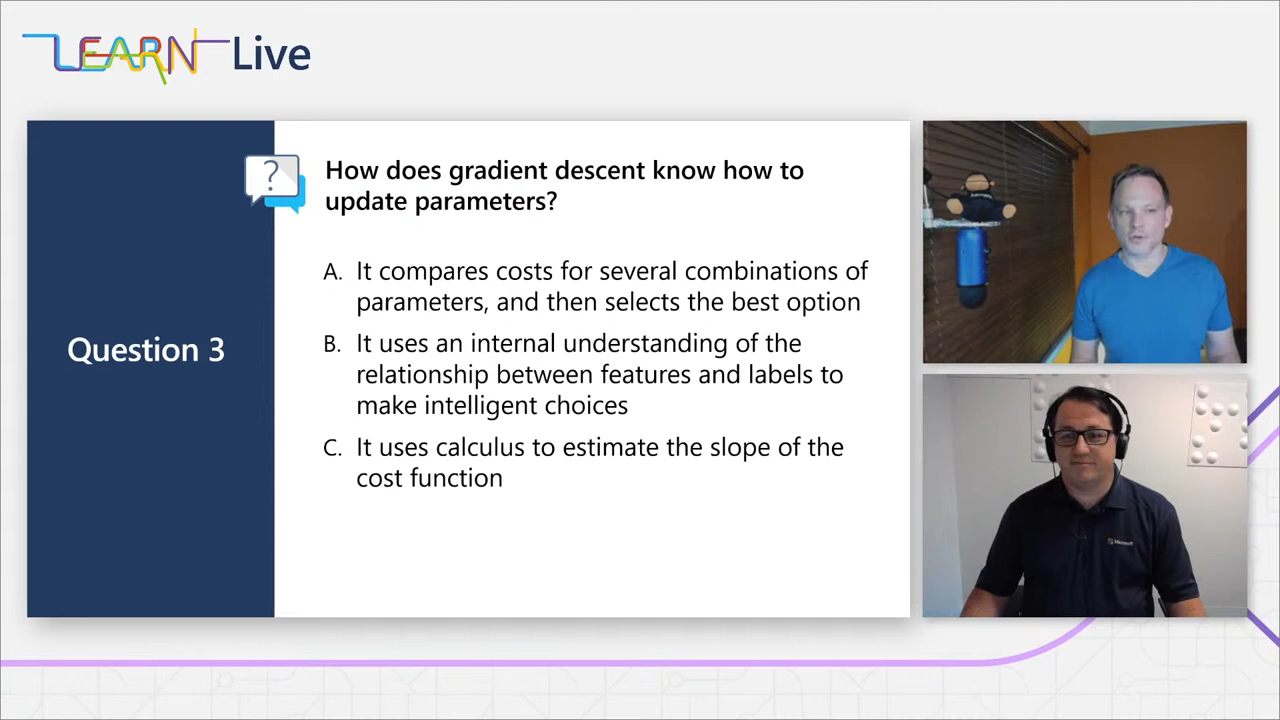 LEARN Live
Question 3
?
How does gradient descent know how to
update parameters?
A. It compares costs for several combinations of
parameters, and then selects the best option
B. It uses an internal understanding of the
relationship between features and labels to
make intelligent choices
C. It uses calculus to estimate the slope of the
cost function
Microsoft